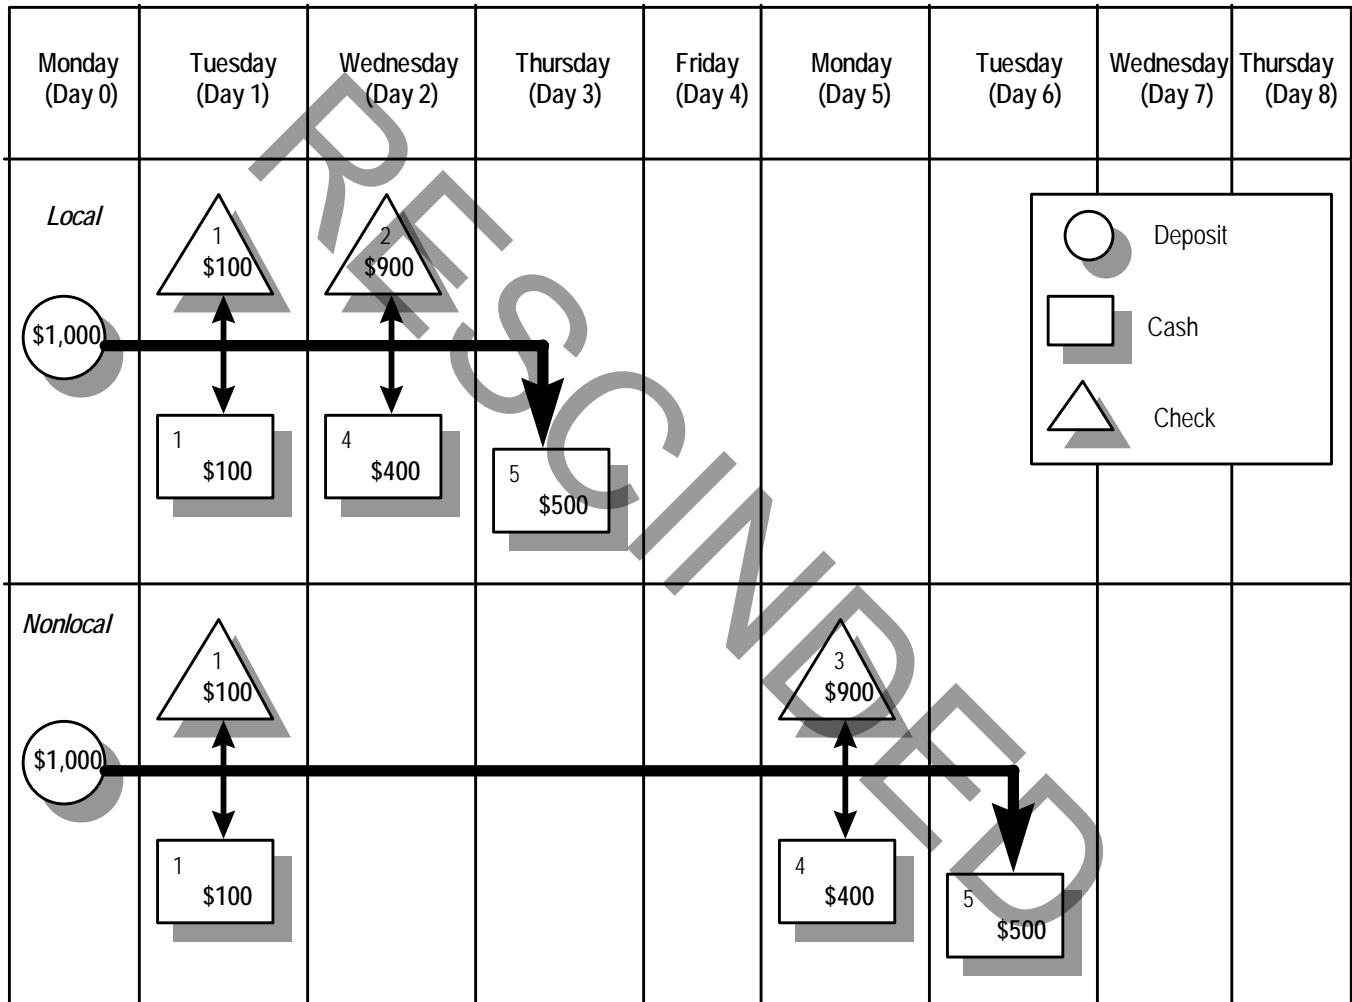 Monday
(Day 0)
Tuesday
(Day 1)
Wednesday
(Day 2)
Thursday
(Day 3)
Friday
(Day 4)
Monday
(Day 5)
Tuesday
(Day 6)
Wednesday
(Day 7)
Thursday
(Day 8)
Local
$1,000
1
$100
2
$900
1
$100
4
$400
5
$500
Deposit
Cash
Check
Nonlocal
$1,000
1
$100
3
$900
1
$100
4
$400
5
$500
RESCINDED